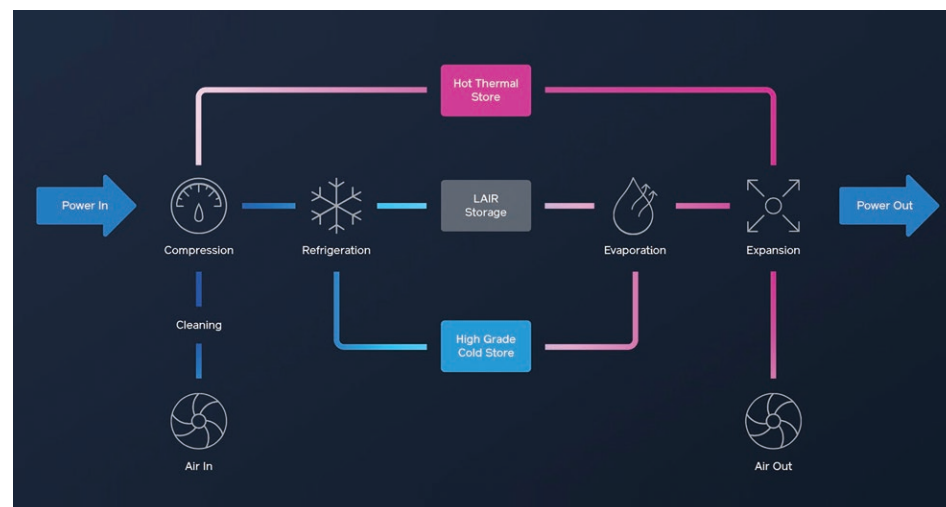 Hot Thermal
Store
Power In
LAIR
Storage
Power Out
Compression
Refrigeration
Evaporation
Expansion
Cleaning
High Grade
Cold Store
Air In
Air Out